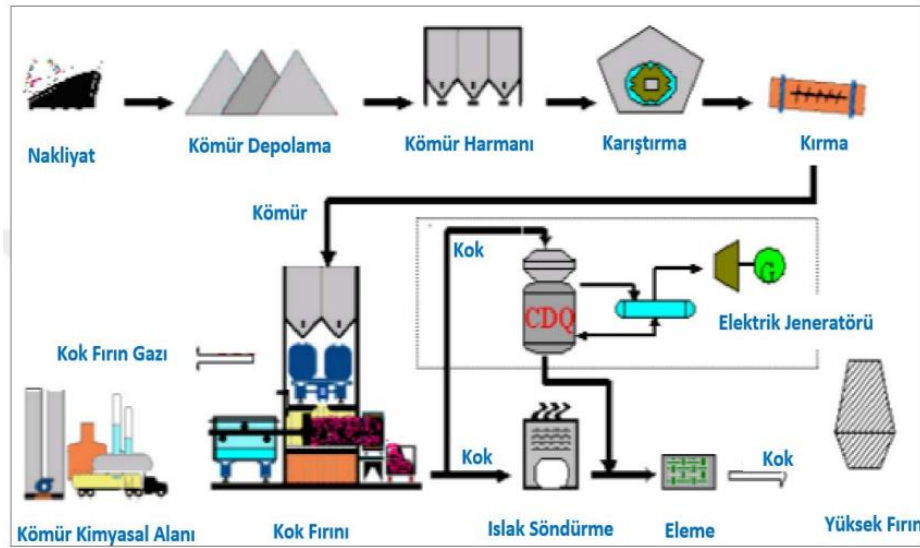 Nakliyat
Kömür Depolama
Kömür Harmanı
Karıştırma
Kırma
Kömür
Kok
CDQ
G
Elektrik Jeneratörü
Kok Fırın Gazı
Kok
Kok
Kömür Kimyasal Alanı
Kok Fırını
Islak Söndürme
Eleme
Yüksek Fırın